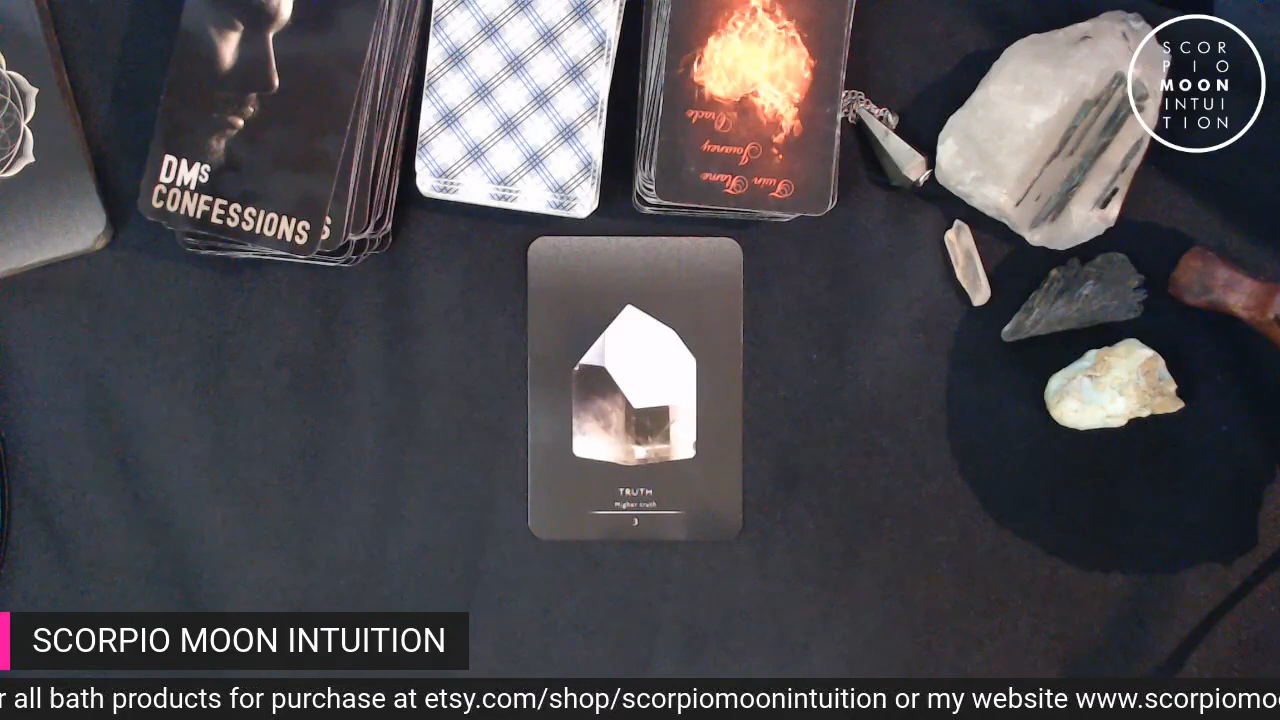 SCOR
PIO
MOON
INTUI
TION
DMs
CONFESSIONS
S
Twin Flame
Journey
Oracle
TRUTH
Higher truth
3
SCORPIO MOON INTUITION
r all bath products for purchase at etsy.com/shop/scorpiomoonintuition or my website www.scorpiomo